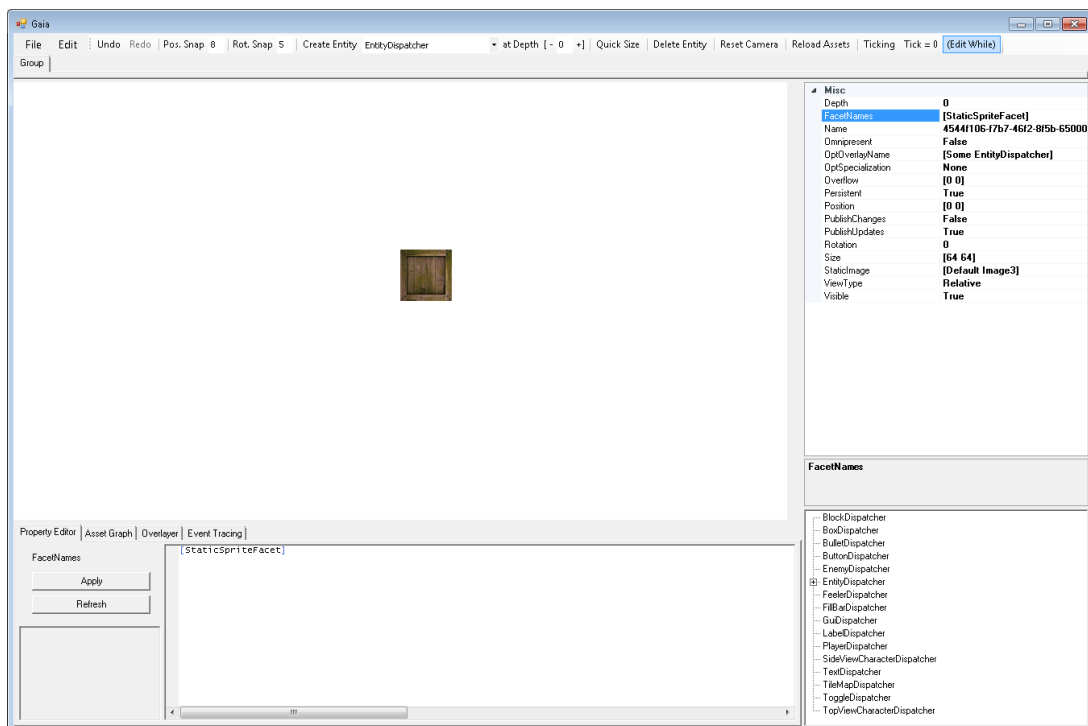 Gaia
File Edit Undo Redo Pos. Snap 8 Rot. Snap 5 Create Entity EntityDispatcher at Depth [ - 0 +] Quick Size Delete Entity Reset Camera Reload Assets Ticking Tick = 0 (Edit While)
Group
Misc
Depth 0
FacetNames [StaticSpriteFacet]
Name 4544f106-f7b7-46f2-8f5b-65000
Omnipresent False
OptOverlayName [Some EntityDispatcher]
OptSpecialization None
Overflow [0 0]
Persistent True
Position [0 0]
PublishChanges False
PublishUpdates True
Rotation 0
Size [64 64]
StaticImage [Default Image3]
ViewType Relative
Visible True
FacetNames
Property Editor Asset Graph Overlayer Event Tracing
FacetNames
Apply
Refresh
[StaticSpriteFacet]
BlockDispatcher
BoxDispatcher
BulletDispatcher
ButtonDispatcher
EnemyDispatcher
EntityDispatcher
FeelerDispatcher
FillBarDispatcher
GuiDispatcher
LabelDispatcher
PlayerDispatcher
SideViewCharacterDispatcher
TextDispatcher
TileMapDispatcher
ToggleDispatcher
TopViewCharacterDispatcher